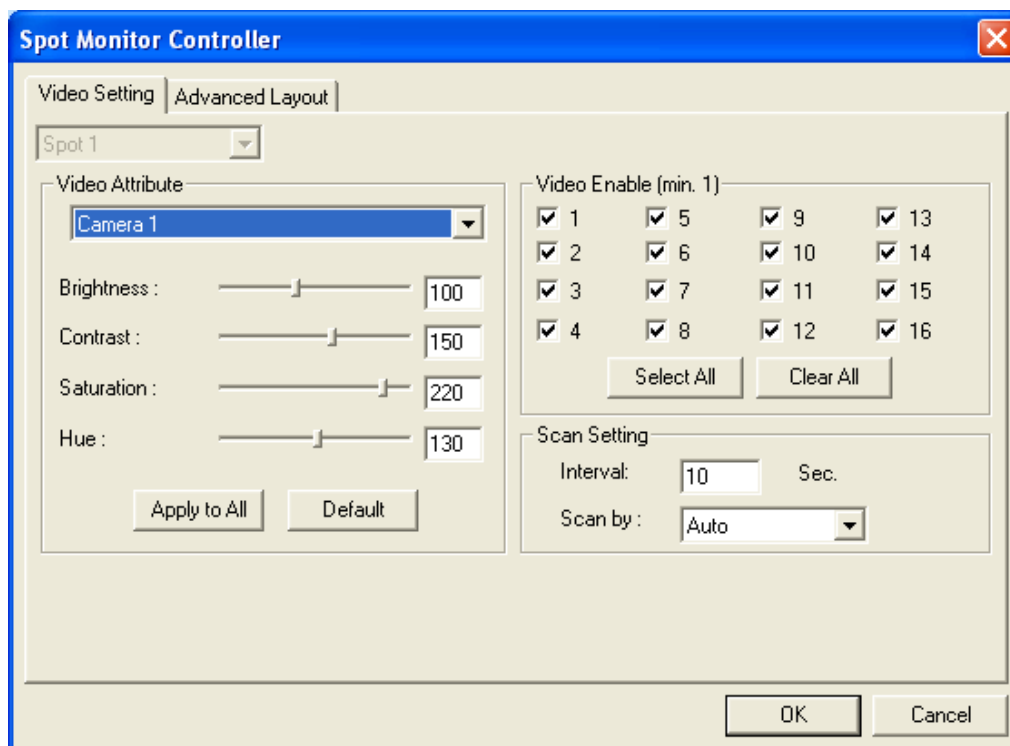 Spot Monitor Controller
Video Setting Advanced Layout
Spot 1
Video Attribute
Camera 1
Brightness : 100
Contrast : 150
Saturation : 220
Hue : 130
Apply to All Default
Video Enable (min. 1)
1 5 9 13
2 6 10 14
3 7 11 15
4 8 12 16
Select All Clear All
Scan Setting
Interval: 10 Sec.
Scan by : Auto
OK Cancel